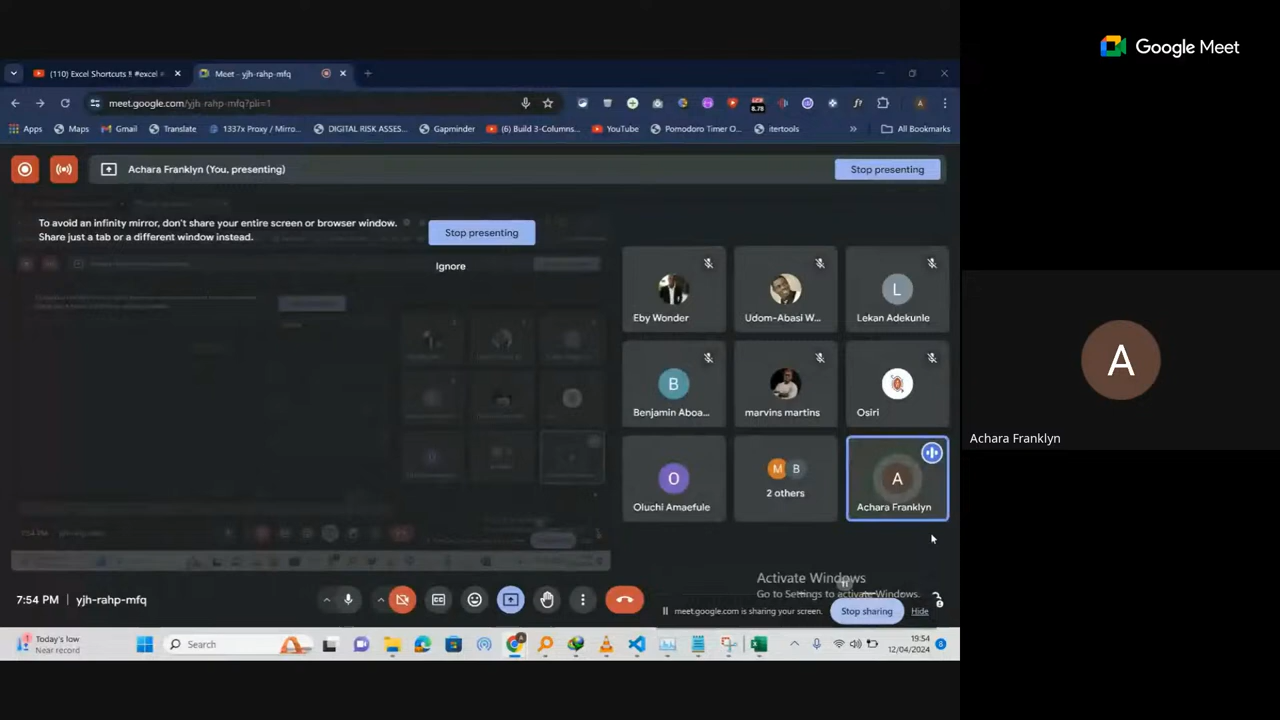 Google Meet
(110) Excel Shortcuts !! #excel
Meet - yjh-rahp-mfq
meet.google.com/yjh-rahp-mfq?pli=1
8.78
A
Apps
Maps
Gmail
Translate
1337x Proxy / Mirro...
DIGITAL RISK ASSES...
Gapminder
(6) Build 3-Columns...
YouTube
Pomodoro Timer O...
itertools
All Bookmarks
Achara Franklyn (You, presenting)
Stop presenting
To avoid an infinity mirror, don't share your entire screen or browser window.
Share just a tab or a different window instead.
Stop presenting
Ignore
Eby Wonder
Udom-Abasi W...
L
Lekan Adekunle
B
Benjamin Aboa...
marvins martins
Osiri
O
Oluchi Amaefule
M B
2 others
A
Achara Franklyn
A
Achara Franklyn
Activate Windows
Go to Settings to activate Windows.
7:54 PM | yjh-rahp-mfq
CC
meet.google.com is sharing your screen.
Stop sharing
Hide
Today's low
Near record
Search
19:54
12/04/2024
8